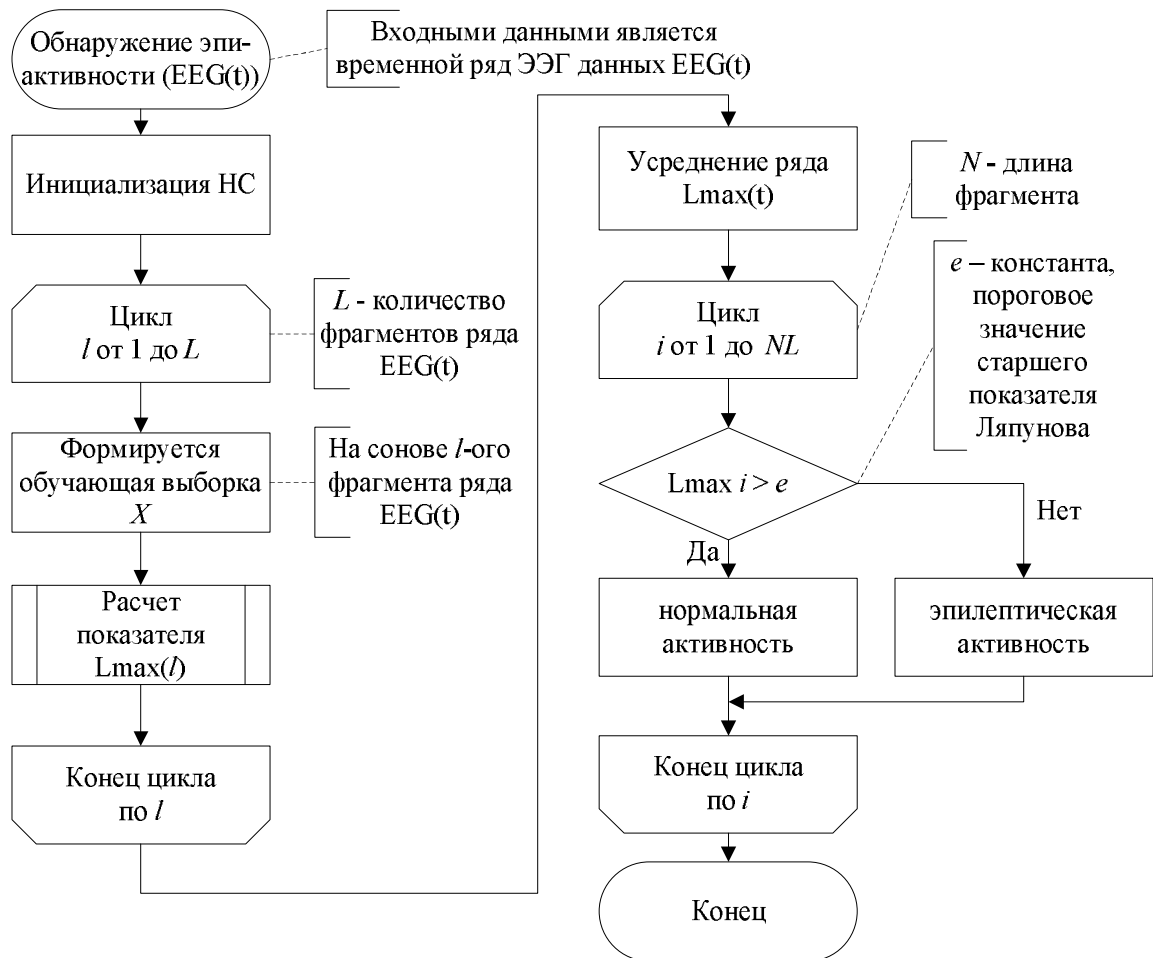 Обнаружение эпи-
активности (EEG(t))
Входными данными является
временной ряд ЭЭГ данных EEG(t)
Инициализация НС
Цикл
l от 1 до L
L - количество
фрагментов ряда
EEG(t)
Формируется
обучающая выборка
X
На сонове l-ого
фрагмента ряда
EEG(t)
Расчет
показателя
Lmax(l)
Конец цикла
по l
Усреднение ряда
Lmax(t)
N - длина
фрагмента
Цикл
i от 1 до NL
e – константа,
пороговое
значение
старшего
показателя
Ляпунова
Lmax i > e
Да
Нет
нормальная
активность
эпилептическая
активность
Конец цикла
по i
Конец